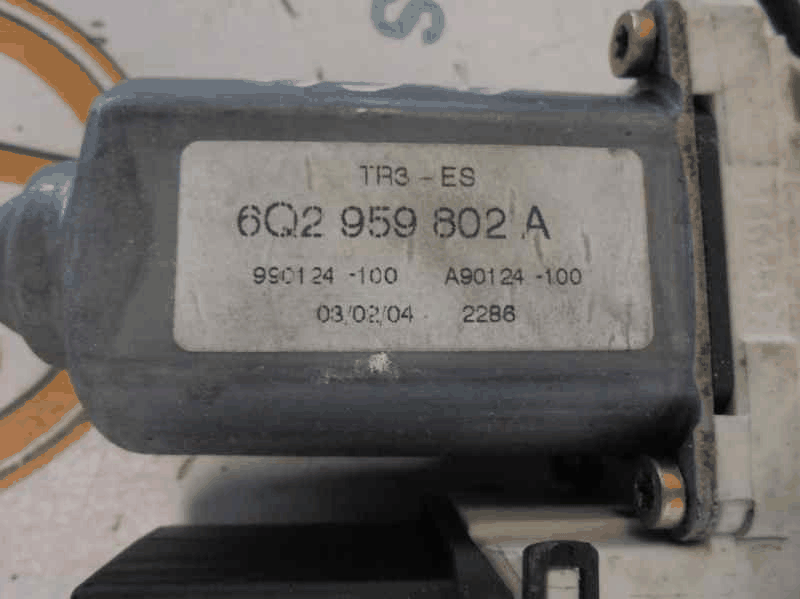 TR3 - ES
6Q2 959 802 A
990124 -100 A90124 -100
03/02/04 2286